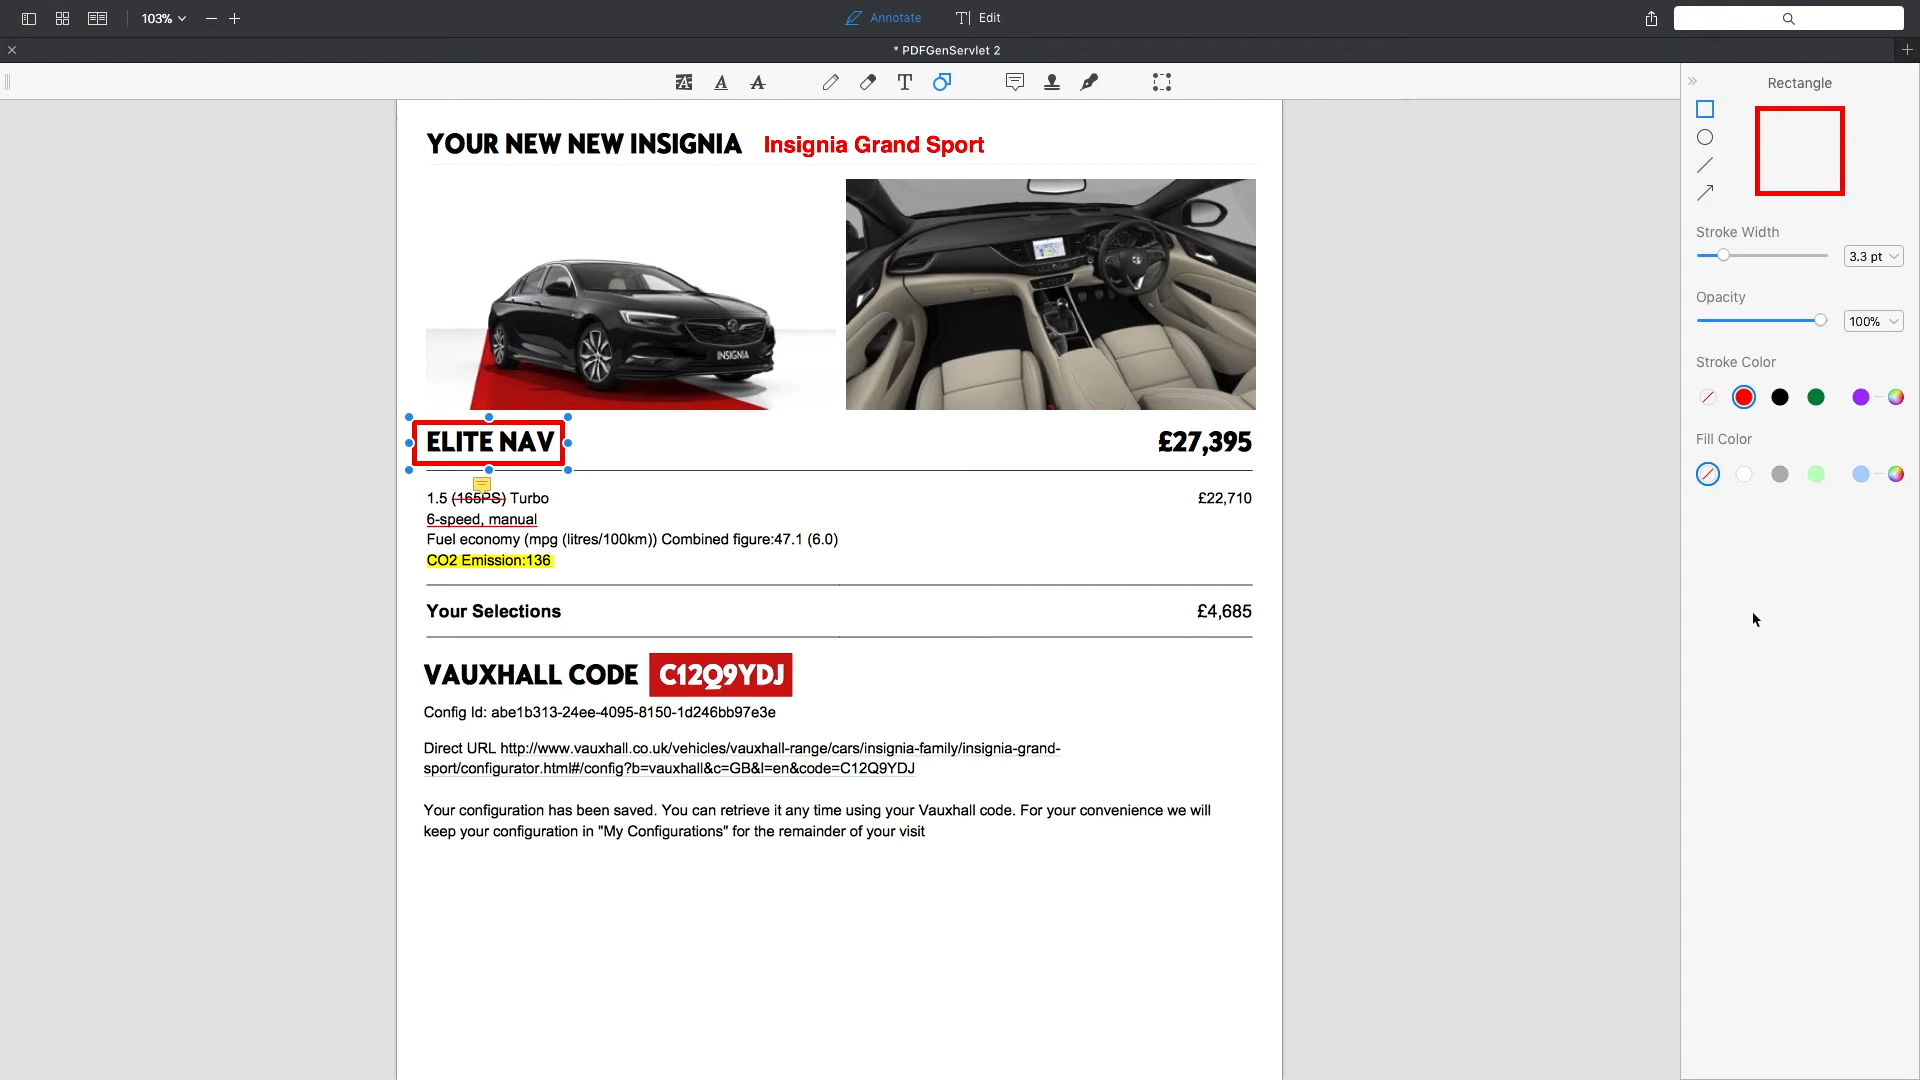 103%
Annotate
Edit
* PDFGenServlet 2
Rectangle
YOUR NEW NEW INSIGNIA Insignia Grand Sport
INSIGNIA
Stroke Width
3.3 pt
Opacity
100%
Stroke Color
Fill Color
ELITE NAV £27,395
1.5 (165PS) Turbo £22,710
6-speed, manual
Fuel economy (mpg (litres/100km)) Combined figure:47.1 (6.0)
CO2 Emission:136
Your Selections £4,685
VAUXHALL CODE C12Q9YDJ
Config Id: abe1b313-24ee-4095-8150-1d246bb97e3e
Direct URL http://www.vauxhall.co.uk/vehicles/vauxhall-range/cars/insignia-family/insignia-grand-
sport/configurator.html#/config?b=vauxhall&c=GB&l=en&code=C12Q9YDJ
Your configuration has been saved. You can retrieve it any time using your Vauxhall code. For your convenience we will
keep your configuration in "My Configurations" for the remainder of your visit